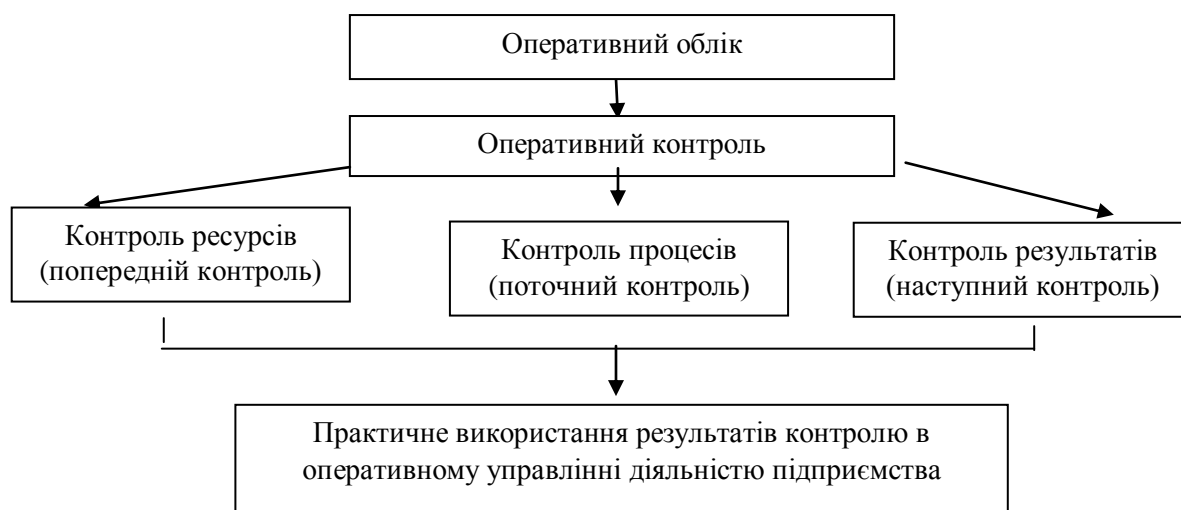 Оперативний облік
Оперативний контроль
Контроль ресурсів
(попередній контроль)
Контроль процесів
(поточний контроль)
Контроль результатів
(наступний контроль)
Практичне використання результатів контролю в
оперативному управлінні діяльністю підприємства